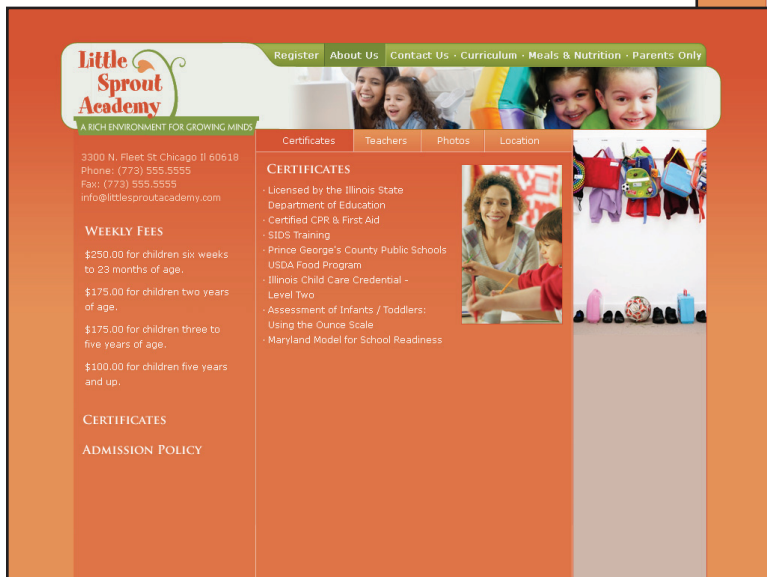 Little
Sprout
Academy
A RICH ENVIRONMENT FOR GROWING MINDS
Register About Us Contact Us · Curriculum · Meals & Nutrition · Parents Only
Certificates Teachers Photos Location
3300 N. Fleet St Chicago Il 60618
Phone: (773) 555.5555
Fax: (773) 555.5555
info@littlesproutacademy.com
WEEKLY FEES
$250.00 for children six weeks
to 23 months of age.
$175.00 for children two years
of age.
$175.00 for children three to
five years of age.
$100.00 for children five years
and up.
CERTIFICATES
ADMISSION POLICY
CERTIFICATES
· Licensed by the Illinois State
Department of Education
· Certified CPR & First Aid
· SIDS Training
· Prince George's County Public Schools
USDA Food Program
· Illinois Child Care Credential –
Level Two
· Assessment of Infants / Toddlers:
Using the Ounce Scale
· Maryland Model for School Readiness